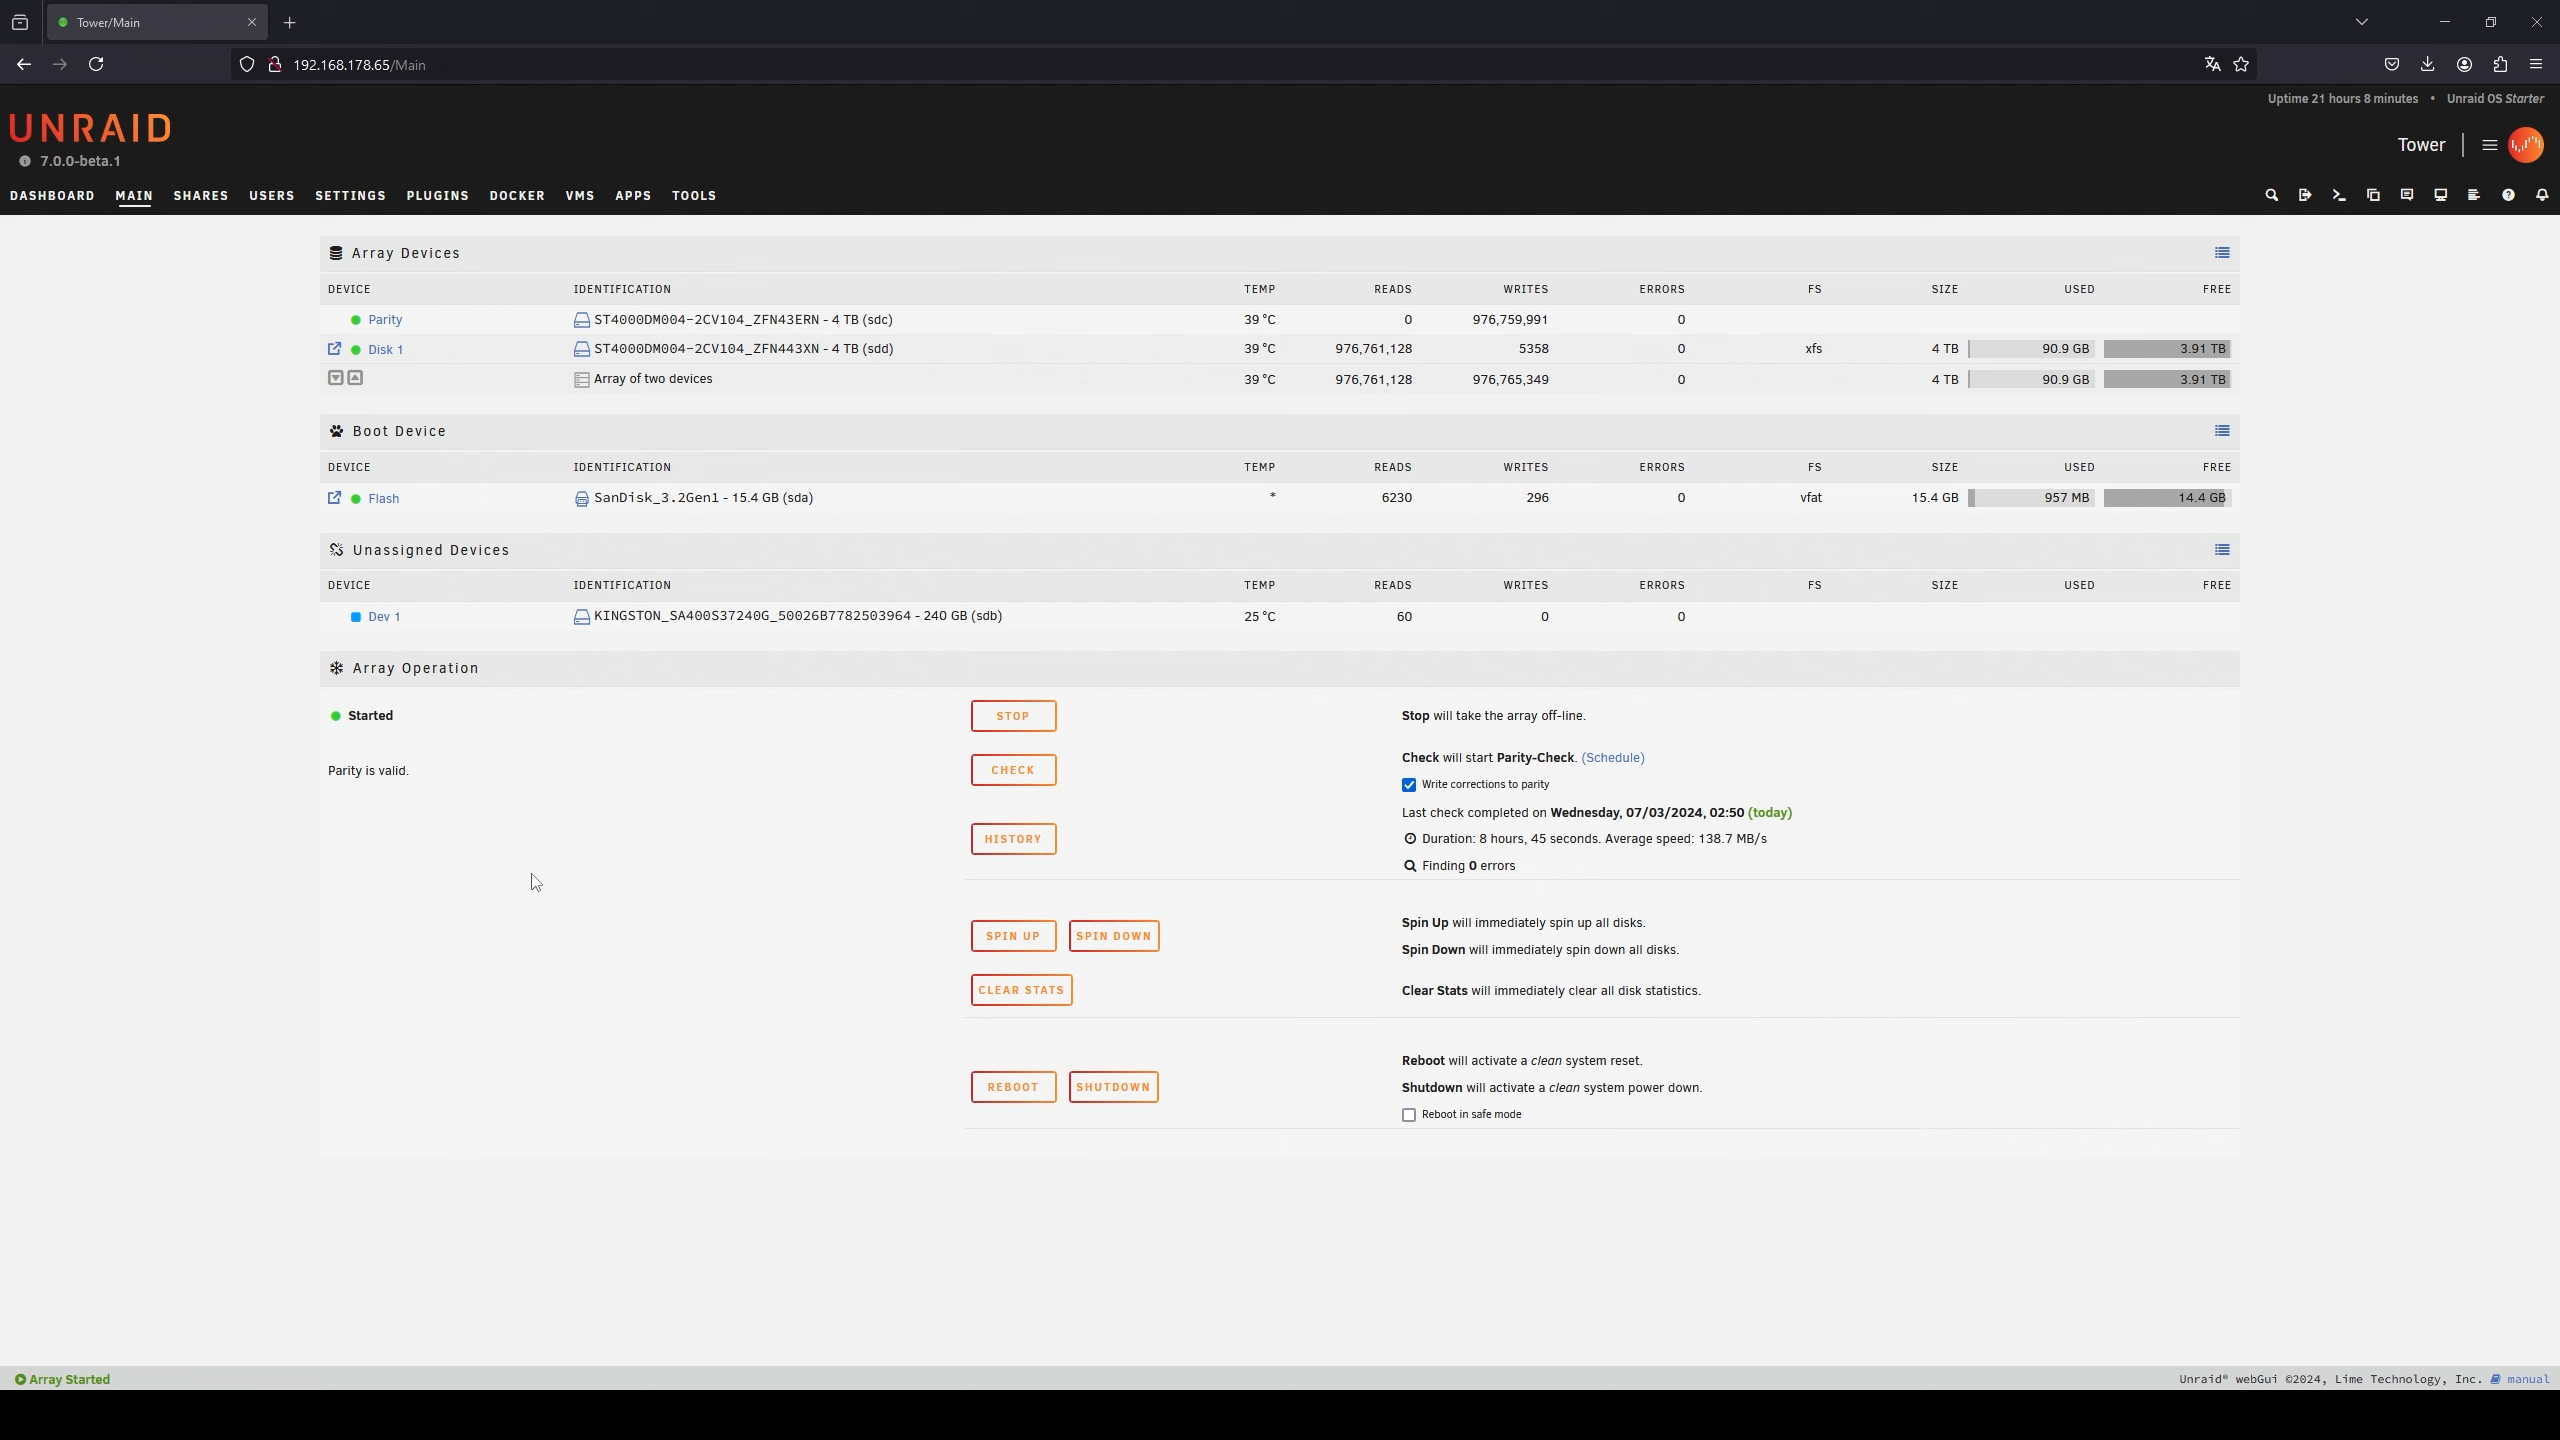 Tower/Main
192.168.178.65/Main
Uptime 21 hours 8 minutes • Unraid OS Starter
UNRAID
7.0.0-beta.1
Tower
DASHBOARD MAIN SHARES USERS SETTINGS PLUGINS DOCKER VMS APPS TOOLS
Array Devices
DEVICE IDENTIFICATION TEMP READS WRITES ERRORS FS SIZE USED FREE
Parity ST4000DM004-2CV104_ZFN43ERN - 4 TB (sdc) 39 °C 0 976,759,991 0
Disk 1 ST4000DM004-2CV104_ZFN443XN - 4 TB (sdd) 39 °C 976,761,128 5358 0 xfs 4 TB 90.9 GB 3.91 TB
Array of two devices 39 °C 976,761,128 976,765,349 0 4 TB 90.9 GB 3.91 TB
Boot Device
DEVICE IDENTIFICATION TEMP READS WRITES ERRORS FS SIZE USED FREE
Flash SanDisk_3.2Gen1 - 15.4 GB (sda) * 6230 296 0 vfat 15.4 GB 957 MB 14.4 GB
Unassigned Devices
DEVICE IDENTIFICATION TEMP READS WRITES ERRORS FS SIZE USED FREE
Dev 1 KINGSTON_SA400S37240G_50026B7782503964 - 240 GB (sdb) 25 °C 60 0 0
Array Operation
Started STOP Stop will take the array off-line.
Check will start Parity-Check. (Schedule)
Parity is valid. CHECK
Write corrections to parity
Last check completed on Wednesday, 07/03/2024, 02:50 (today)
HISTORY Duration: 8 hours, 45 seconds. Average speed: 138.7 MB/s
Finding 0 errors
Spin Up will immediately spin up all disks.
SPIN UP SPIN DOWN
Spin Down will immediately spin down all disks.
CLEAR STATS Clear Stats will immediately clear all disk statistics.
Reboot will activate a clean system reset.
REBOOT SHUTDOWN Shutdown will activate a clean system power down.
Reboot in safe mode
Array Started Unraid® webGui ©2024, Lime Technology, Inc. manual